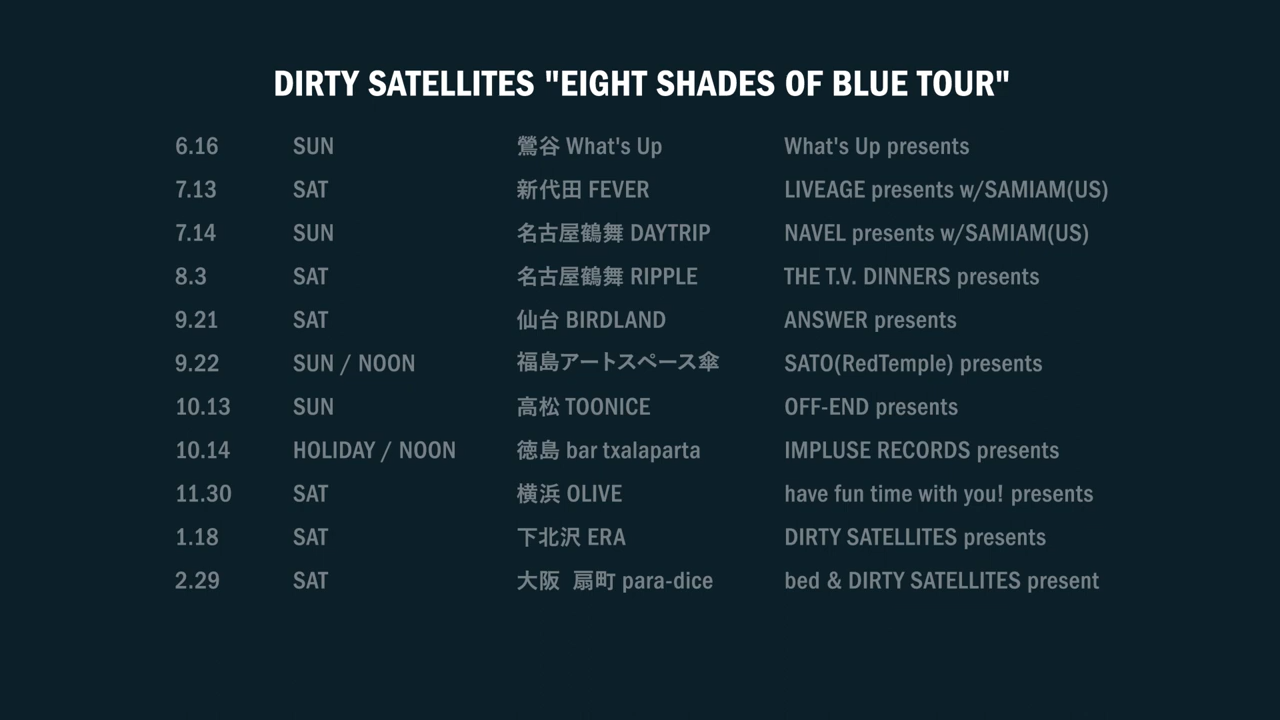 DIRTY SATELLITES "EIGHT SHADES OF BLUE TOUR"
6.16 SUN 鶯谷 What's Up What's Up presents
7.13 SAT 新代田 FEVER LIVEAGE presents w/SAMIAM(US)
7.14 SUN 名古屋鶴舞 DAYTRIP NAVEL presents w/SAMIAM(US)
8.3 SAT 名古屋鶴舞 RIPPLE THE T.V. DINNERS presents
9.21 SAT 仙台 BIRDLAND ANSWER presents
9.22 SUN / NOON 福島アートスペース傘 SATO(RedTemple) presents
10.13 SUN 高松 TOONICE OFF-END presents
10.14 HOLIDAY / NOON 徳島 bar txalaparta IMPLUSE RECORDS presents
11.30 SAT 横浜 OLIVE have fun time with you! presents
1.18 SAT 下北沢 ERA DIRTY SATELLITES presents
2.29 SAT 大阪 扇町 para-dice bed & DIRTY SATELLITES present